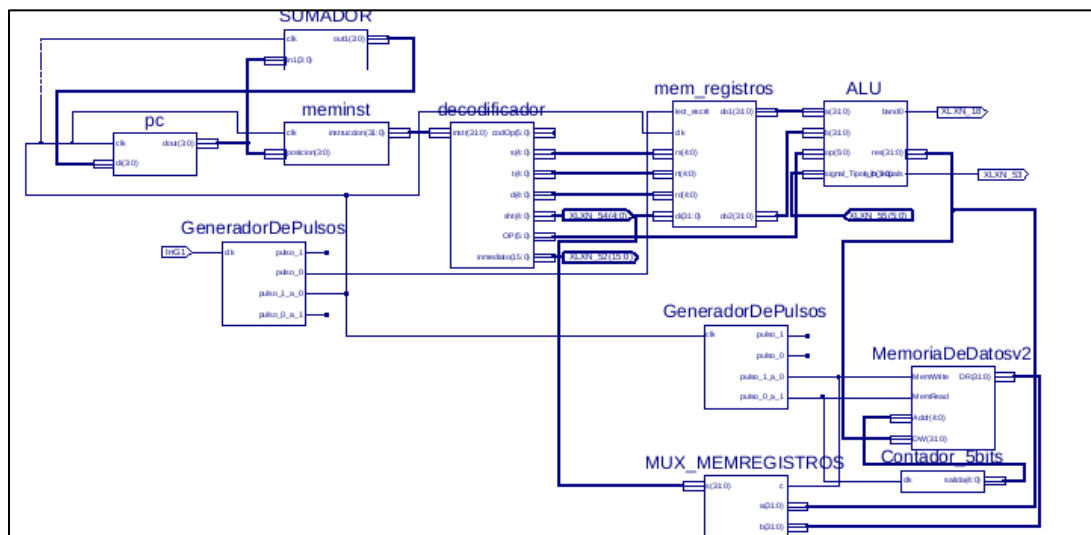 SUMADOR
clk
out1(3:0)
in1(3:0)
pc
clk
dout(3:0)
di(3:0)
meminst
clk
instruccion(31:0)
posicion(3:0)
decodificador
instr(31:0)
codOp(5:0)
s(4:0)
t(4:0)
d(4:0)
sht(4:0)
OP(5:0)
inmediato(15:0)
XLXN_54(4:0)
XLXN_52(15:0)
mem_registros
lect_escrit
db1(31:0)
clk
rs(4:0)
rt(4:0)
rd(4:0)
di(31:0)
db2(31:0)
ALU
a(31:0)
band0
b(31:0)
op(5:0)
res(31:0)
XLXN_18
XLXN_53
XLXN_55(5:0)
GeneradorDePulsos
InG1
clk
pulso_1
pulso_0
pulso_1_a_0
pulso_0_a_1
GeneradorDePulsos
clk
pulso_1
pulso_0
pulso_1_a_0
pulso_0_a_1
MemoriaDeDatosv2
MemWrite
DR(31:0)
MemRead
Addr(4:0)
DW(31:0)
Contador_5bits
clk
salida(4:0)
MUX_MEMREGISTROS
s(31:0)
c
a(31:0)
b(31:0)